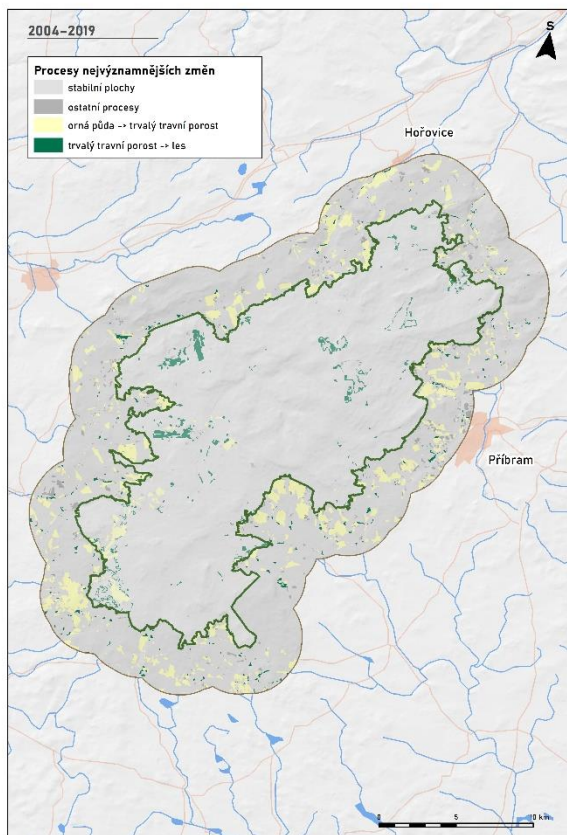 2004–2019
S
Procesy nejvýznamnějších změn
stabilní plochy
ostatní procesy
orná půda -> trvalý travní porost
trvalý travní porost -> les
Hořovice
Příbram
0 5 10 km